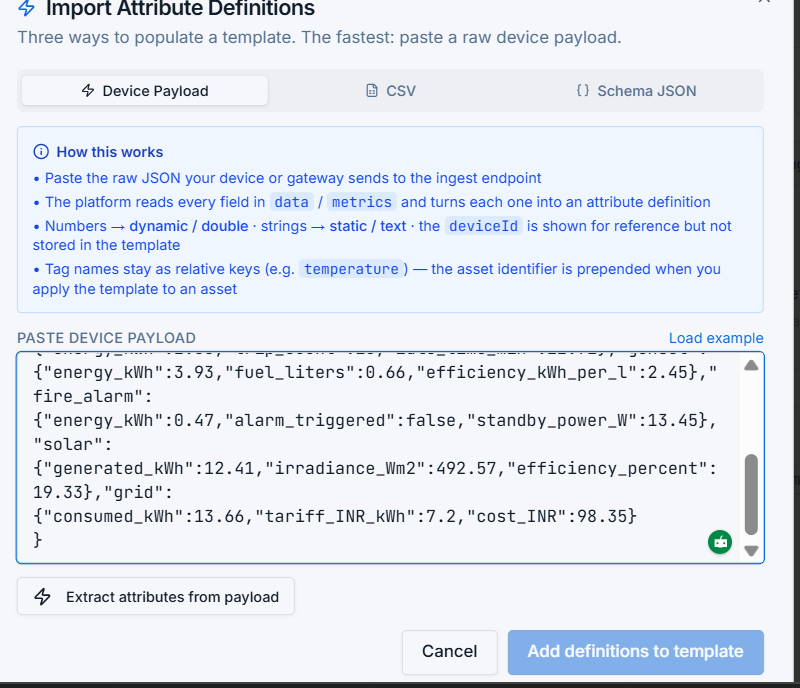 Import Attribute Definitions
Three ways to populate a template. The fastest: paste a raw device payload.
Device Payload
CSV
{} Schema JSON
How this works
• Paste the raw JSON your device or gateway sends to the ingest endpoint
• The platform reads every field in data / metrics and turns each one into an attribute definition
• Numbers → dynamic / double · strings → static / text · the deviceId is shown for reference but not
stored in the template
• Tag names stay as relative keys (e.g. temperature) — the asset identifier is prepended when you
apply the template to an asset
PASTE DEVICE PAYLOAD
Load example
{"energy_kWh":3.93,"fuel_liters":0.66,"efficiency_kWh_per_l":2.45},"
fire_alarm":
{"energy_kWh":0.47,"alarm_triggered":false,"standby_power_W":13.45},
"solar":
{"generated_kWh":12.41,"irradiance_Wm2":492.57,"efficiency_percent":
19.33},"grid":
{"consumed_kWh":13.66,"tariff_INR_kWh":7.2,"cost_INR":98.35}
}
Extract attributes from payload
Cancel
Add definitions to template